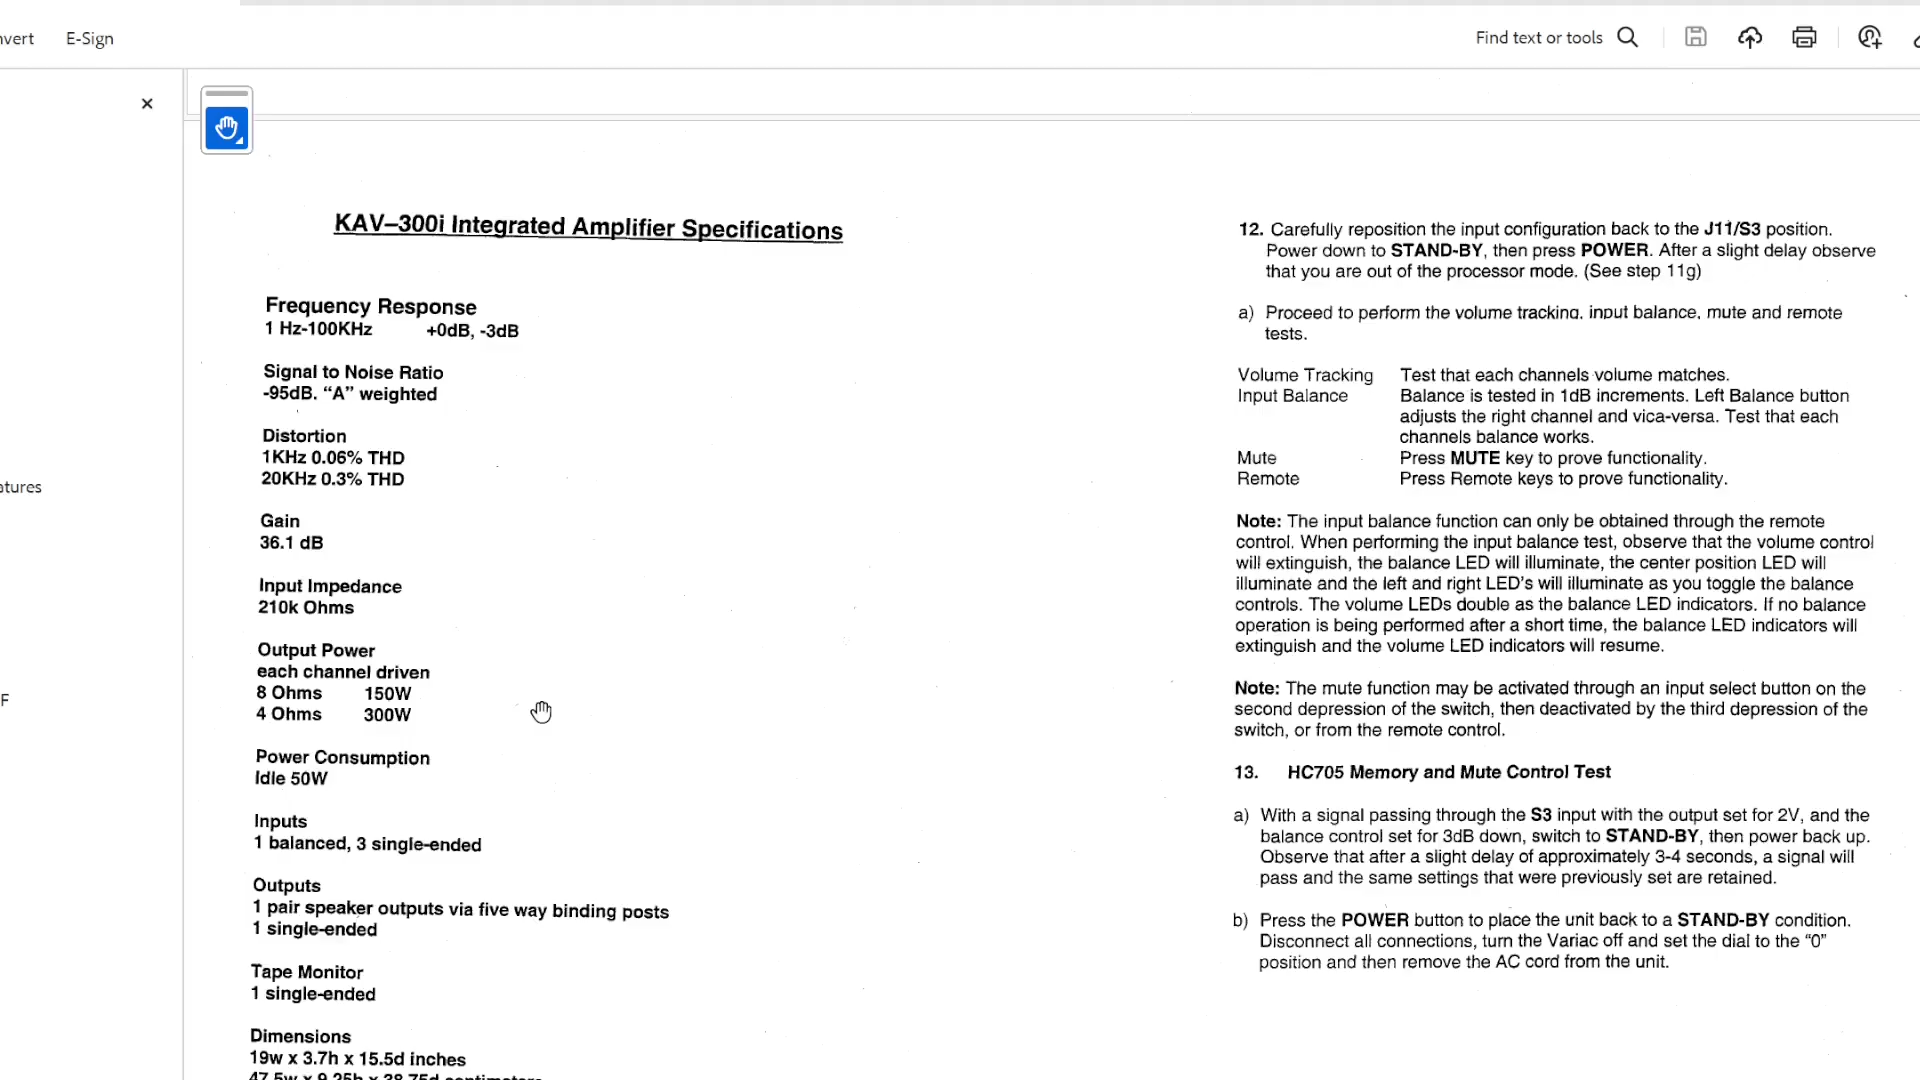 vert
E-Sign
Find text or tools
atures
F
KAV–300i Integrated Amplifier Specifications
Frequency Response
1 Hz-100KHz +0dB, -3dB
Signal to Noise Ratio
-95dB. “A” weighted
Distortion
1KHz 0.06% THD
20KHz 0.3% THD
Gain
36.1 dB
Input Impedance
210k Ohms
Output Power
each channel driven
8 Ohms 150W
4 Ohms 300W
Power Consumption
Idle 50W
Inputs
1 balanced, 3 single-ended
Outputs
1 pair speaker outputs via five way binding posts
1 single-ended
Tape Monitor
1 single-ended
Dimensions
19w x 3.7h x 15.5d inches
47.5w x 9.25h x 38.75d centimeters
12. Carefully reposition the input configuration back to the J11/S3 position.
Power down to STAND-BY, then press POWER. After a slight delay observe
that you are out of the processor mode. (See step 11g)
a) Proceed to perform the volume tracking, input balance, mute and remote
tests.
Volume Tracking Test that each channels volume matches.
Input Balance Balance is tested in 1dB increments. Left Balance button
adjusts the right channel and vica-versa. Test that each
channels balance works.
Mute Press MUTE key to prove functionality.
Remote Press Remote keys to prove functionality.
Note: The input balance function can only be obtained through the remote
control. When performing the input balance test, observe that the volume control
will extinguish, the balance LED will illuminate, the center position LED will
illuminate and the left and right LED’s will illuminate as you toggle the balance
controls. The volume LEDs double as the balance LED indicators. If no balance
operation is being performed after a short time, the balance LED indicators will
extinguish and the volume LED indicators will resume.
Note: The mute function may be activated through an input select button on the
second depression of the switch, then deactivated by the third depression of the
switch, or from the remote control.
13. HC705 Memory and Mute Control Test
a) With a signal passing through the S3 input with the output set for 2V, and the
balance control set for 3dB down, switch to STAND-BY, then power back up.
Observe that after a slight delay of approximately 3-4 seconds, a signal will
pass and the same settings that were previously set are retained.
b) Press the POWER button to place the unit back to a STAND-BY condition.
Disconnect all connections, turn the Variac off and set the dial to the “0”
position and then remove the AC cord from the unit.